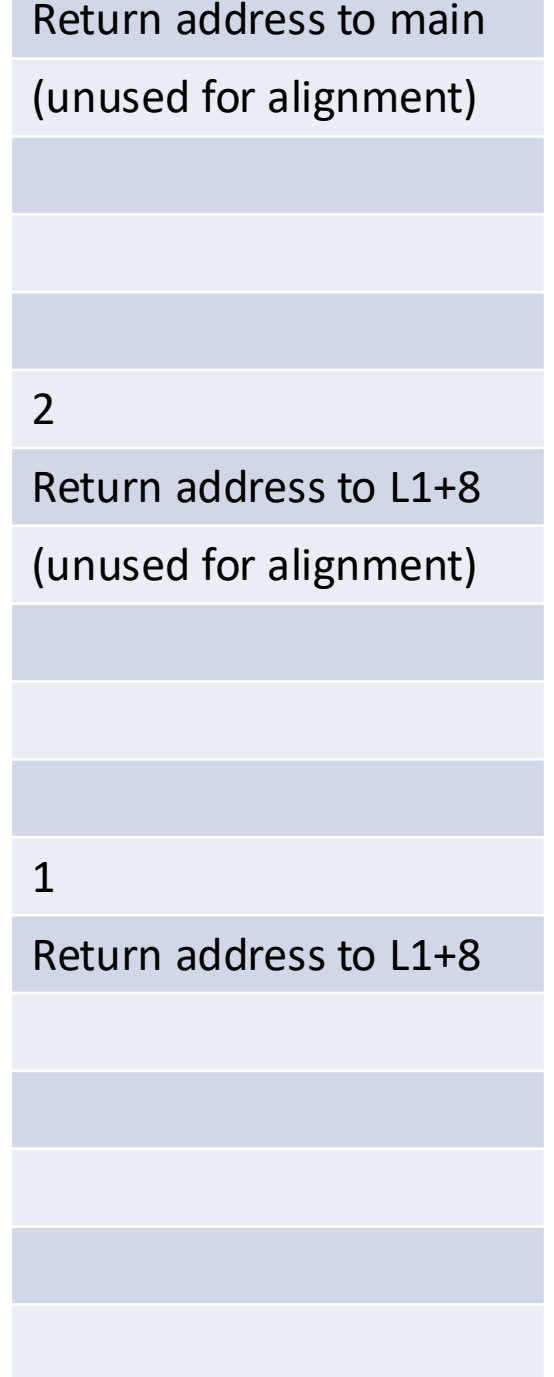 Return address to main
(unused for alignment)
2
Return address to L1+8
(unused for alignment)
1
Return address to L1+8